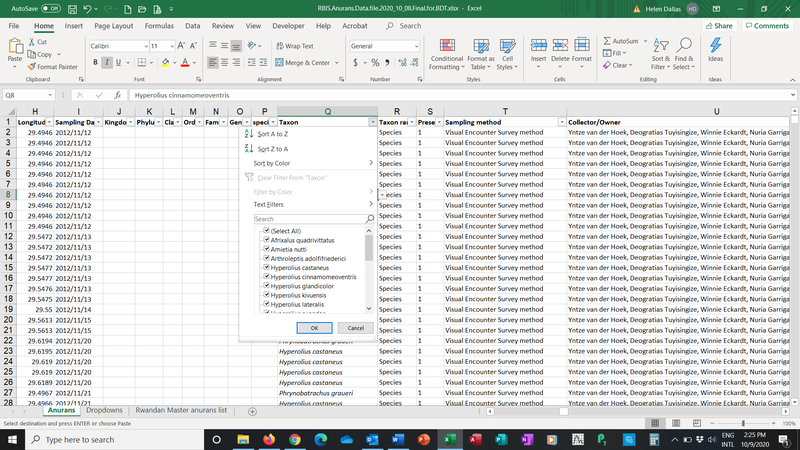 AutoSave Off RBIS.Anurans.Data.file.2020_10_08.Final.for.BDT.xlsx - Excel Helen Dallas HD
File Home Insert Page Layout Formulas Data Review View Developer Help Acrobat Search Share Comments
Paste Cut Copy Format Painter
Calibri 11 Wrap Text General
B I U Merge & Center $ % ,
Conditional Formatting Format as Table Cell Styles Insert Delete Format AutoSum Fill Clear Sort & Filter Find & Select Ideas
Clipboard Font Alignment Number Styles Cells Editing Ideas
Q8 fx Hyperolius cinnamomeoventris
H I J K L M N O P Q R S T U
1 Longitud Sampling Da Kingdo Phylu Cla Ord Fam Gen speci Taxon Taxon ra Prese Sampling method Collector/Owner
2 29.4946 2012/11/12 Species 1 Visual Encounter Survey method Yntze van der Hoek, Deogratias Tuyisingize, Winnie Eckardt, Nuria Garriga
3 29.4946 2012/11/12 Species 1 Visual Encounter Survey method Yntze van der Hoek, Deogratias Tuyisingize, Winnie Eckardt, Nuria Garriga
4 29.4946 2012/11/12 Species 1 Visual Encounter Survey method Yntze van der Hoek, Deogratias Tuyisingize, Winnie Eckardt, Nuria Garriga
5 29.4946 2012/11/12 Species 1 Visual Encounter Survey method Yntze van der Hoek, Deogratias Tuyisingize, Winnie Eckardt, Nuria Garriga
6 29.4946 2012/11/12 Species 1 Visual Encounter Survey method Yntze van der Hoek, Deogratias Tuyisingize, Winnie Eckardt, Nuria Garriga
7 29.4946 2012/11/12 Species 1 Visual Encounter Survey method Yntze van der Hoek, Deogratias Tuyisingize, Winnie Eckardt, Nuria Garriga
8 29.4946 2012/11/12 ecies 1 Visual Encounter Survey method Yntze van der Hoek, Deogratias Tuyisingize, Winnie Eckardt, Nuria Garriga
9 29.4946 2012/11/12 Species 1 Visual Encounter Survey method Yntze van der Hoek, Deogratias Tuyisingize, Winnie Eckardt, Nuria Garriga
10 29.4946 2012/11/12 Species 1 Visual Encounter Survey method Yntze van der Hoek, Deogratias Tuyisingize, Winnie Eckardt, Nuria Garriga
11 29.4946 2012/11/12 Species 1 Visual Encounter Survey method Yntze van der Hoek, Deogratias Tuyisingize, Winnie Eckardt, Nuria Garriga
12 29.5472 2012/11/13 Species 1 Visual Encounter Survey method Yntze van der Hoek, Deogratias Tuyisingize, Winnie Eckardt, Nuria Garriga
13 29.5472 2012/11/13 Species 1 Visual Encounter Survey method Yntze van der Hoek, Deogratias Tuyisingize, Winnie Eckardt, Nuria Garriga
14 29.5472 2012/11/13 Species 1 Visual Encounter Survey method Yntze van der Hoek, Deogratias Tuyisingize, Winnie Eckardt, Nuria Garriga
15 29.5477 2012/11/13 Species 1 Visual Encounter Survey method Yntze van der Hoek, Deogratias Tuyisingize, Winnie Eckardt, Nuria Garriga
16 29.5477 2012/11/13 Species 1 Visual Encounter Survey method Yntze van der Hoek, Deogratias Tuyisingize, Winnie Eckardt, Nuria Garriga
17 29.5476 2012/11/13 Species 1 Visual Encounter Survey method Yntze van der Hoek, Deogratias Tuyisingize, Winnie Eckardt, Nuria Garriga
18 29.5475 2012/11/13 Species 1 Visual Encounter Survey method Yntze van der Hoek, Deogratias Tuyisingize, Winnie Eckardt, Nuria Garriga
19 29.55 2012/11/14 Species 1 Visual Encounter Survey method Yntze van der Hoek, Deogratias Tuyisingize, Winnie Eckardt, Nuria Garriga
20 29.5613 2012/11/15 Species 1 Visual Encounter Survey method Yntze van der Hoek, Deogratias Tuyisingize, Winnie Eckardt, Nuria Garriga
21 29.5613 2012/11/15 Species 1 Visual Encounter Survey method Yntze van der Hoek, Deogratias Tuyisingize, Winnie Eckardt, Nuria Garriga
22 29.6194 2012/11/20 Phrynobatrachus graueri Species 1 Visual Encounter Survey method Yntze van der Hoek, Deogratias Tuyisingize, Winnie Eckardt, Nuria Garriga
23 29.6195 2012/11/20 Hyperolius castaneus Species 1 Visual Encounter Survey method Yntze van der Hoek, Deogratias Tuyisingize, Winnie Eckardt, Nuria Garriga
24 29.619 2012/11/20 Hyperolius castaneus Species 1 Visual Encounter Survey method Yntze van der Hoek, Deogratias Tuyisingize, Winnie Eckardt, Nuria Garriga
25 29.619 2012/11/20 Hyperolius castaneus Species 1 Visual Encounter Survey method Yntze van der Hoek, Deogratias Tuyisingize, Winnie Eckardt, Nuria Garriga
26 29.6189 2012/11/20 Hyperolius castaneus Species 1 Visual Encounter Survey method Yntze van der Hoek, Deogratias Tuyisingize, Winnie Eckardt, Nuria Garriga
27 29.4967 2012/11/21 Phrynobatrachus graueri Species 1 Visual Encounter Survey method Yntze van der Hoek, Deogratias Tuyisingize, Winnie Eckardt, Nuria Garriga
28 29.4966 2012/11/21 Hyperolius castaneus Species 1 Visual Encounter Survey method Yntze van der Hoek, Deogratias Tuyisingize, Winnie Eckardt, Nuria Garriga
Sort A to Z
Sort Z to A
Sort by Color
Clear Filter From "Taxon"
Filter by Color
Text Filters
Search
(Select All)
Afrixalus quadrivittatus
Amietia nutti
Arthroleptis adolfifriederici
Hyperolius castaneus
Hyperolius cinnamomeoventris
Hyperolius glandicolor
Hyperolius kivuensis
Hyperolius lateralis
OK Cancel
Anurans Dropdowns Rwandan Master anurans list
Select destination and press ENTER or choose Paste 100%
Type here to search ENG INTL 2:25 PM 10/9/2020